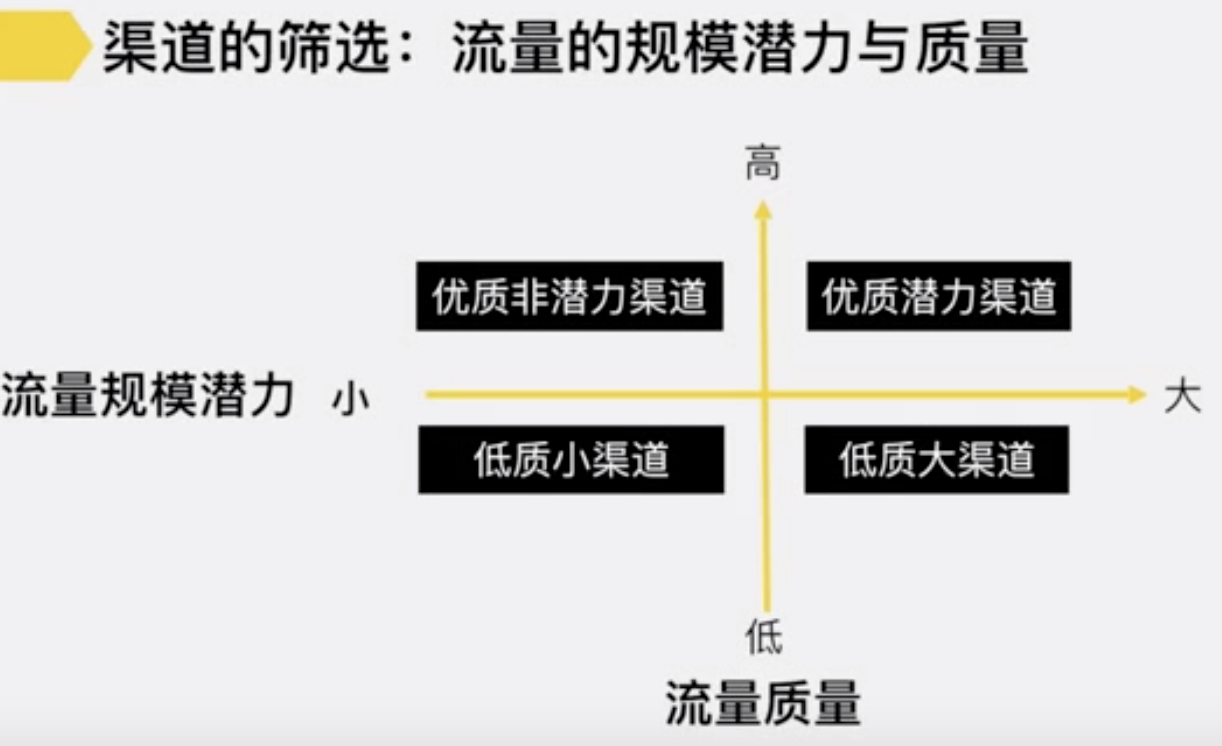 渠道的筛选：流量的规模潜力与质量
高
优质非潜力渠道
优质潜力渠道
流量规模潜力 小
大
低质小渠道
低质大渠道
低
流量质量